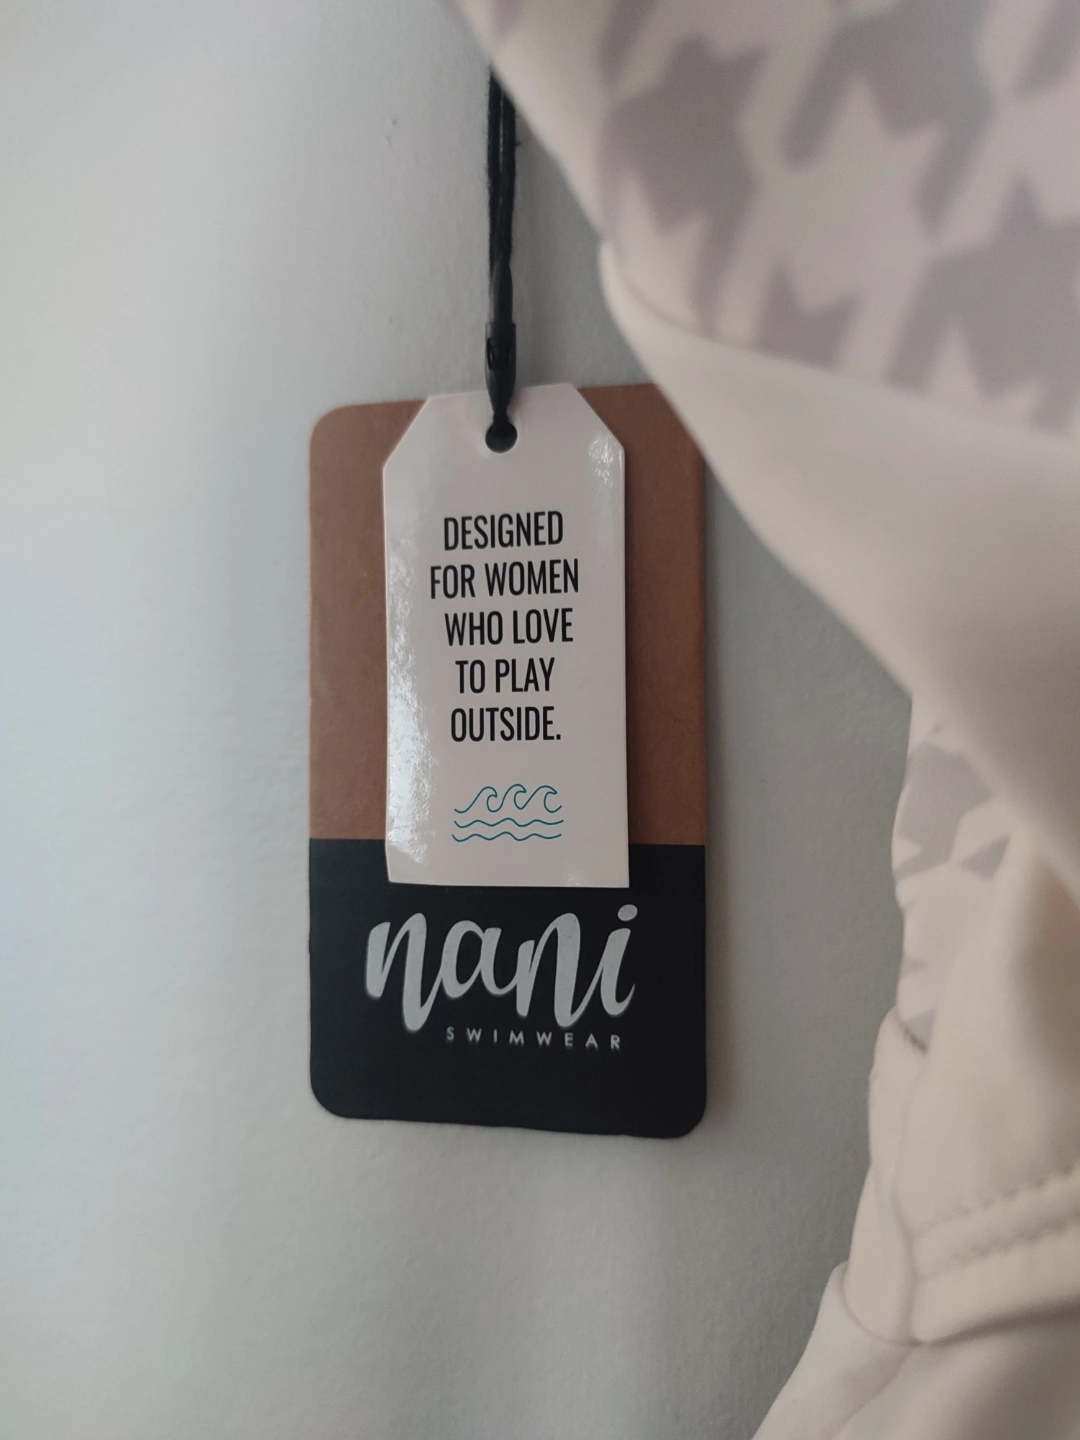 DESIGNED
FOR WOMEN
WHO LOVE
TO PLAY
OUTSIDE.
nani
SWIMWEAR